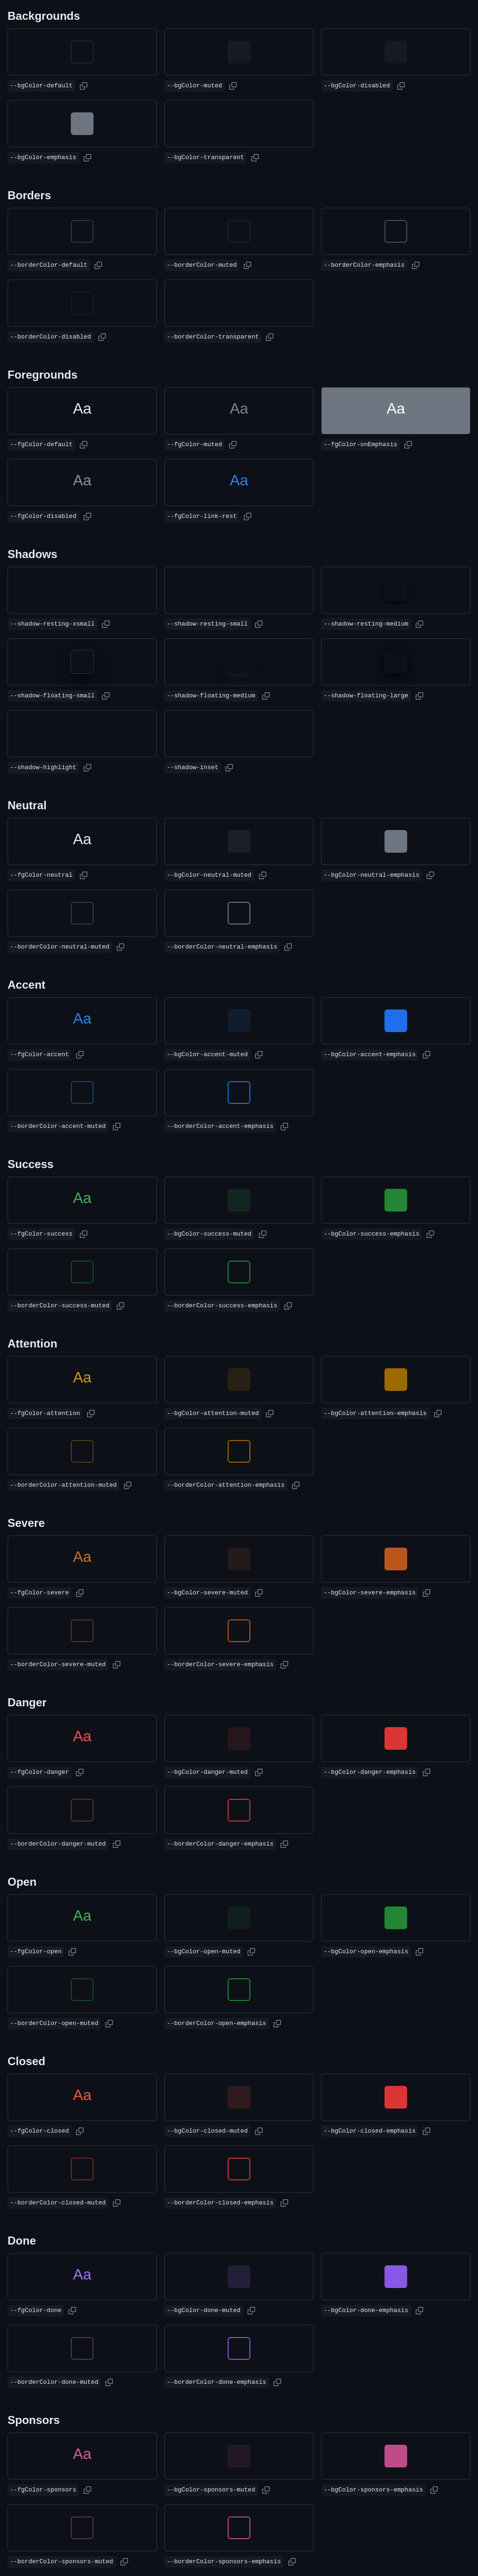 Backgrounds
--bgColor-default
--bgColor-muted
--bgColor-disabled
--bgColor-emphasis
--bgColor-transparent
Borders
--borderColor-default
--borderColor-muted
--borderColor-emphasis
--borderColor-disabled
--borderColor-transparent
Foregrounds
Aa
Aa
Aa
--fgColor-default
--fgColor-muted
--fgColor-onEmphasis
Aa
Aa
--fgColor-disabled
--fgColor-link-rest
Shadows
--shadow-resting-xsmall
--shadow-resting-small
--shadow-resting-medium
--shadow-floating-small
--shadow-floating-medium
--shadow-floating-large
--shadow-highlight
--shadow-inset
Neutral
Aa
--fgColor-neutral
--bgColor-neutral-muted
--bgColor-neutral-emphasis
--borderColor-neutral-muted
--borderColor-neutral-emphasis
Accent
Aa
--fgColor-accent
--bgColor-accent-muted
--bgColor-accent-emphasis
--borderColor-accent-muted
--borderColor-accent-emphasis
Success
Aa
--fgColor-success
--bgColor-success-muted
--bgColor-success-emphasis
--borderColor-success-muted
--borderColor-success-emphasis
Attention
Aa
--fgColor-attention
--bgColor-attention-muted
--bgColor-attention-emphasis
--borderColor-attention-muted
--borderColor-attention-emphasis
Severe
Aa
--fgColor-severe
--bgColor-severe-muted
--bgColor-severe-emphasis
--borderColor-severe-muted
--borderColor-severe-emphasis
Danger
Aa
--fgColor-danger
--bgColor-danger-muted
--bgColor-danger-emphasis
--borderColor-danger-muted
--borderColor-danger-emphasis
Open
Aa
--fgColor-open
--bgColor-open-muted
--bgColor-open-emphasis
--borderColor-open-muted
--borderColor-open-emphasis
Closed
Aa
--fgColor-closed
--bgColor-closed-muted
--bgColor-closed-emphasis
--borderColor-closed-muted
--borderColor-closed-emphasis
Done
Aa
--fgColor-done
--bgColor-done-muted
--bgColor-done-emphasis
--borderColor-done-muted
--borderColor-done-emphasis
Sponsors
Aa
--fgColor-sponsors
--bgColor-sponsors-muted
--bgColor-sponsors-emphasis
--borderColor-sponsors-muted
--borderColor-sponsors-emphasis